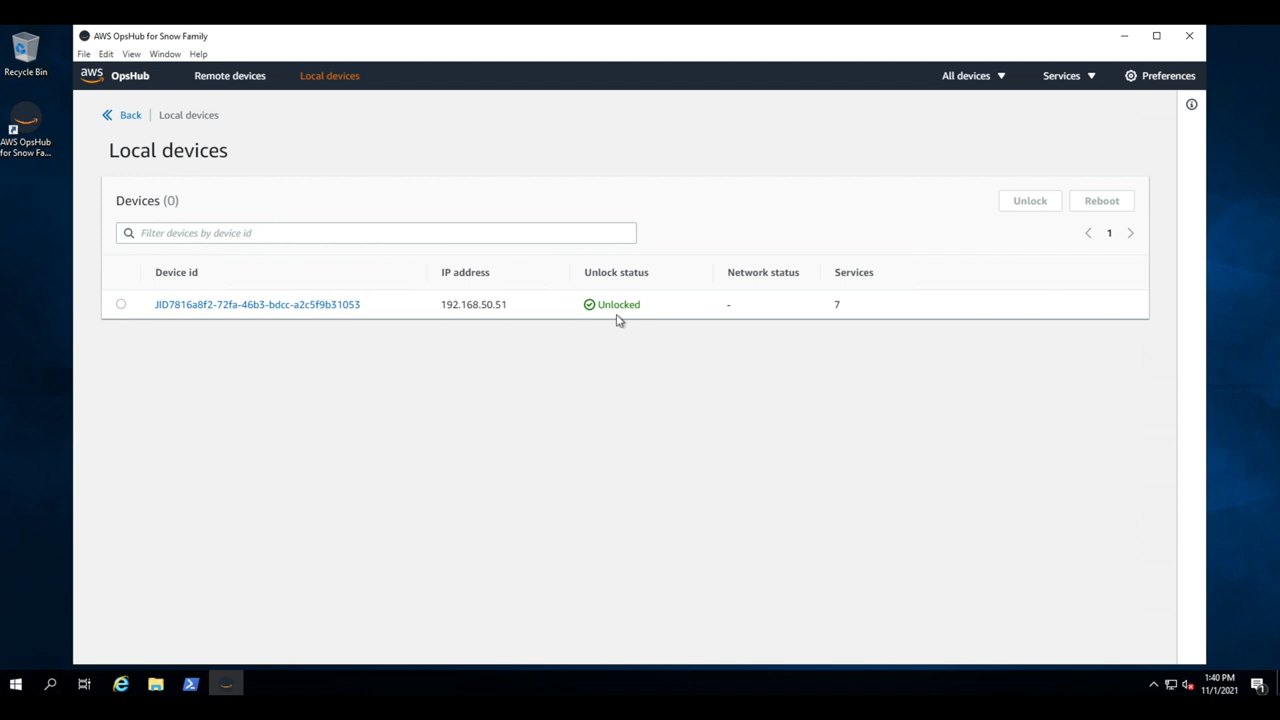 AWS OpsHub for Snow Family
File Edit View Window Help
Recycle Bin
AWS OpsHub
for Snow Fa...
aws OpsHub Remote devices Local devices All devices Services Preferences
Back | Local devices
Local devices
Devices (0) Unlock Reboot
Filter devices by device id 1
Device id IP address Unlock status Network status Services
JID7816a8f2-72fa-46b3-bdcc-a2c5f9b31053 192.168.50.51 Unlocked - 7
1:40 PM
11/1/2021
1